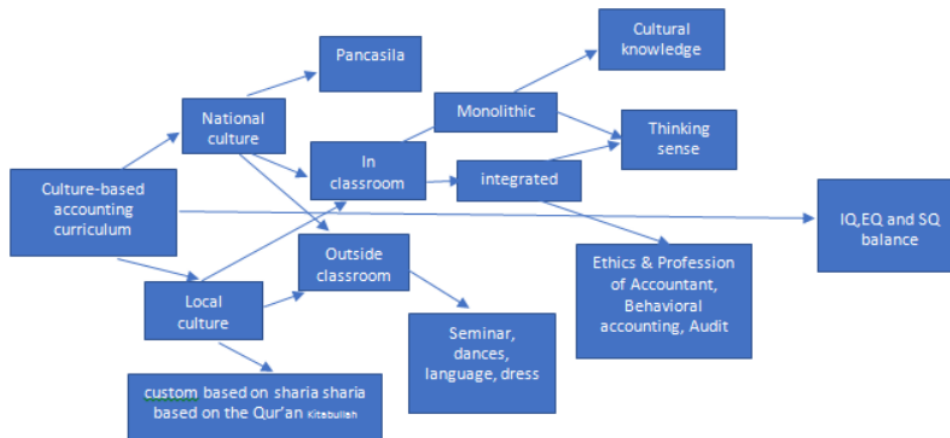 Cultural
knowledge
Pancasila
Monolithic
National
culture
Thinking
sense
In
classroom
integrated
Culture-based
accounting
curriculum
IQ,EQ and SQ
balance
Outside
classroom
Ethics & Profession
of Accountant,
Behavioral
accounting, Audit
Local
culture
Seminar,
dances,
language, dress
custom based on sharia sharia
based on the Qur'an Kitabullah